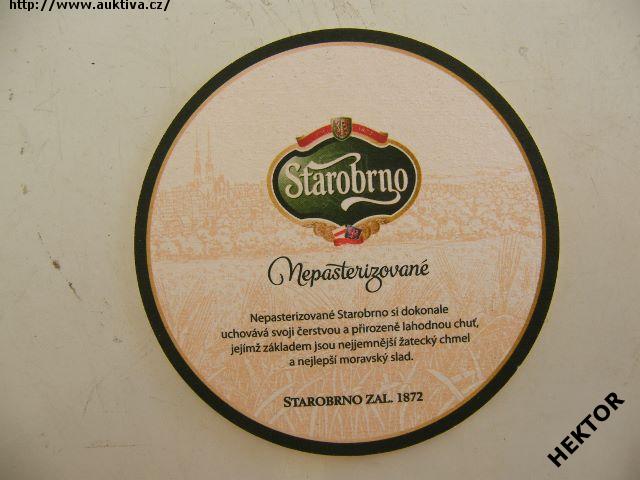 http://www.auktiva.cz/
Starobrno
Nepasterizované
Nepasterizované Starobrno si dokonale
uchovává svoji čerstvou a přirozeně lahodnou chuť,
jejímž základem jsou nejjemnější žatecký chmel
a nejlepší moravský slad.
STAROBRNO ZAL. 1872
HEKTOR